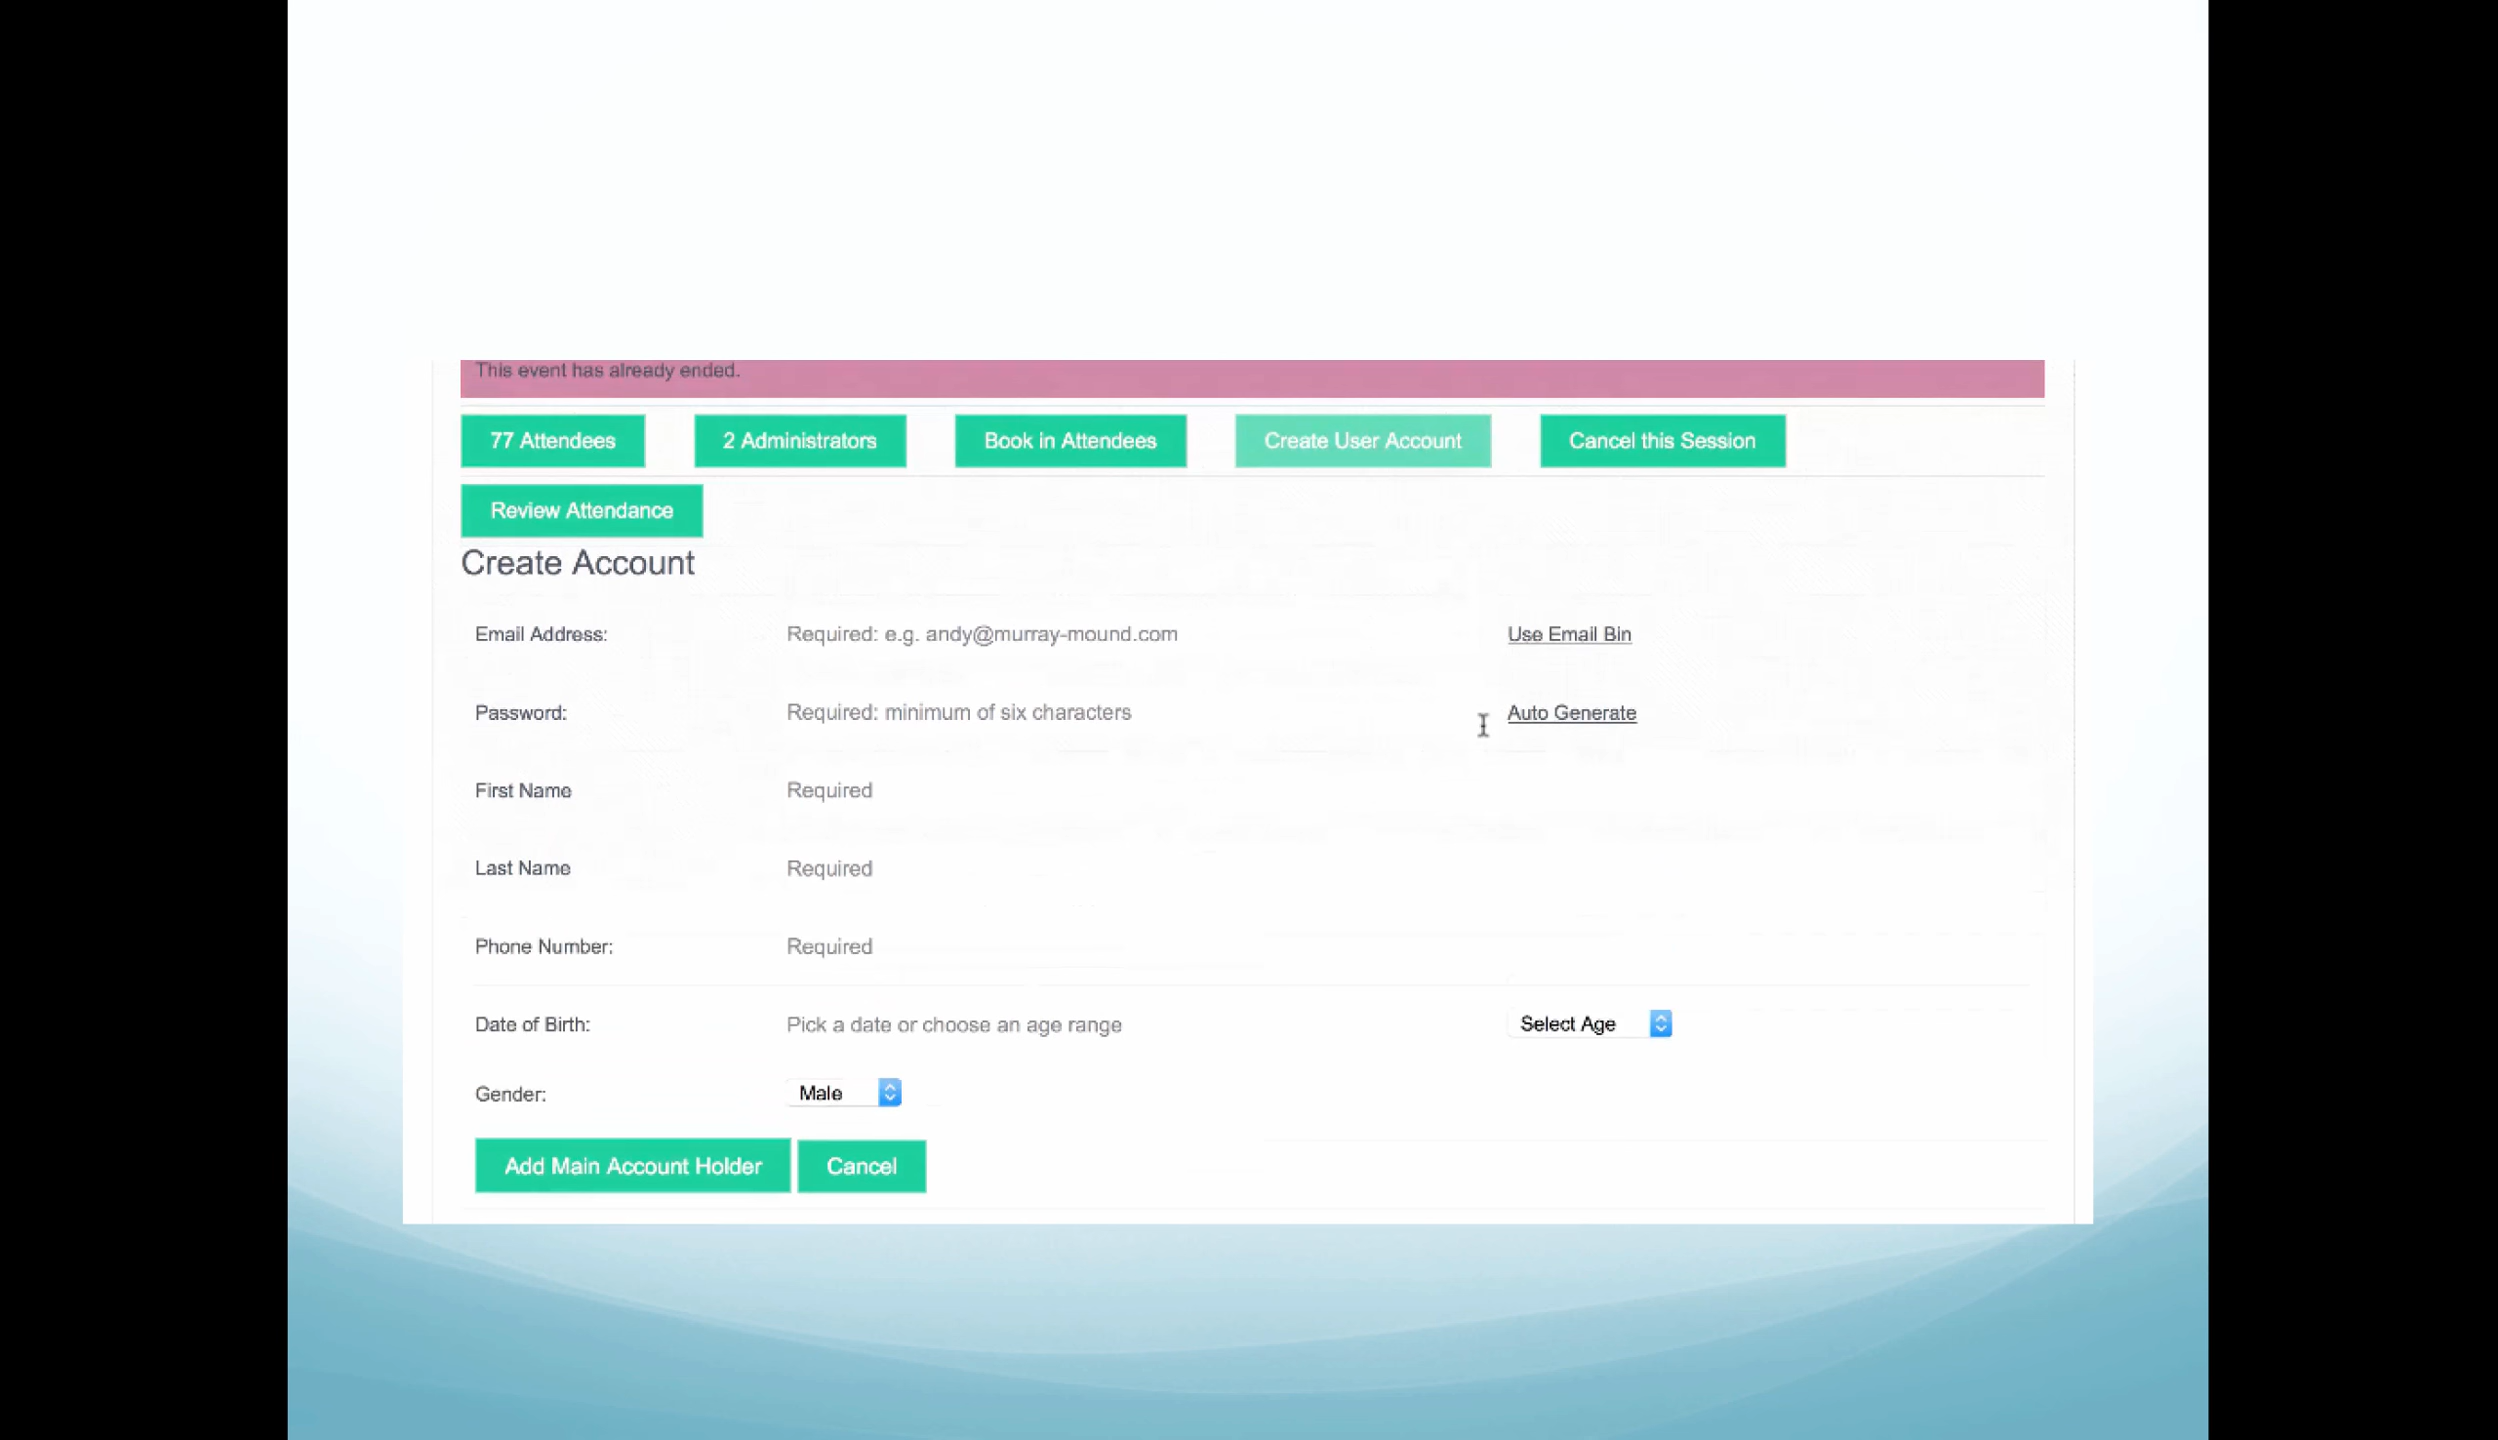 This event has already ended.
77 Attendees 2 Administrators Book in Attendees Create User Account Cancel this Session
Review Attendance
Create Account
Email Address: Required: e.g. andy@murray-mound.com Use Email Bin
Password: Required: minimum of six characters Auto Generate
First Name Required
Last Name Required
Phone Number: Required
Date of Birth: Pick a date or choose an age range Select Age
Gender: Male
Add Main Account Holder Cancel